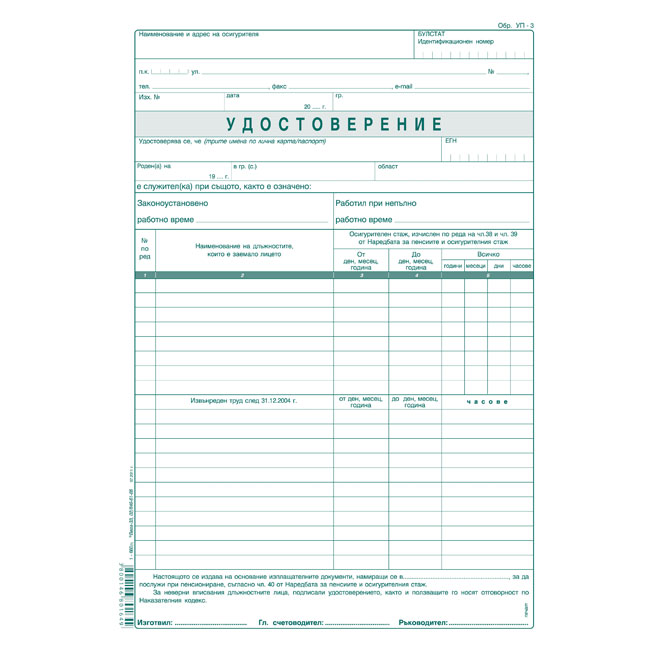 Обр. УП - 3
Наименование и адрес на осигурителя
БУЛСТАТ
Идентификационен номер
п.к. ул. №
тел. , факс , e-mail
Изх. № дата гр.
20 ..... г.
УДОСТОВЕРЕНИЕ
Удостоверява се, че (трите имена по лична карта/паспорт) ЕГН
Роден(а) на в гр. (с.) област
19 .... г.
е служител(ка) при същото, както е означено:
Законоустановено Работил при непълно
работно време работно време
№ по ред
Наименование на длъжностите,
които е заемало лицето
Осигурителен стаж, изчислен по реда на чл.38 и чл. 39
от Наредбата за пенсиите и осигурителния стаж
От
ден, месец,
година
До
ден, месец,
година
Всичко
години месеци дни часове
1 2 3 4 5
Извънреден труд след 31.12.2004 г. от ден, месец, година до ден, месец, година часове
Настоящото се издава на основание изплащателните документи, намиращи се в, за да
послужи при пенсиониране, съгласно чл. 40 от Наредбата за пенсиите и осигурителния стаж.
За неверни вписвания длъжностните лица, подписали удостоверението, както и ползващите го носят отговорност по
Наказателния кодекс.
Изготвил: Гл. счетоводител: Ръководител: